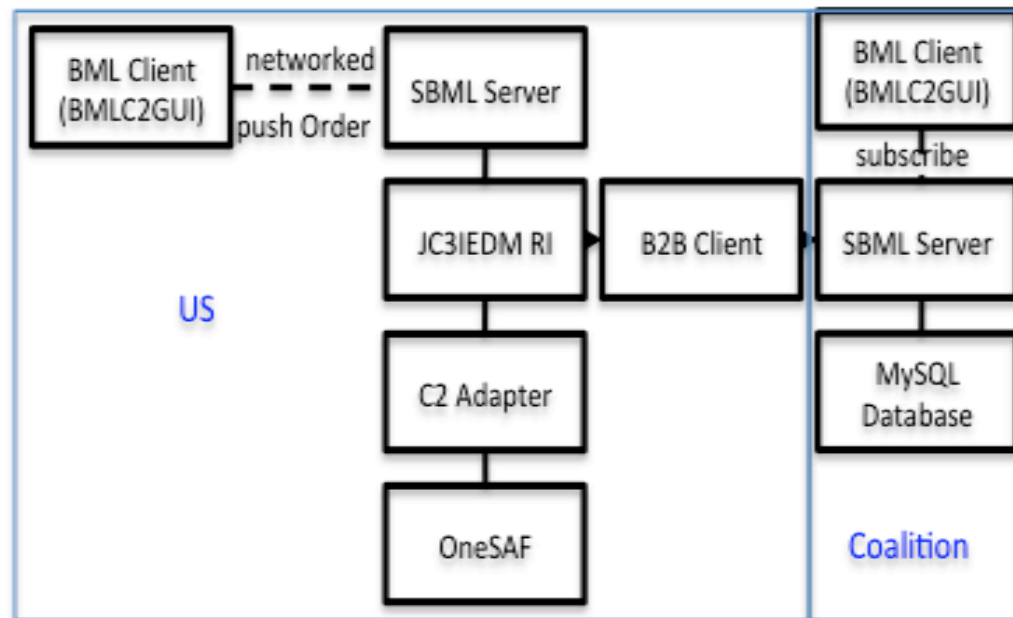 BML Client
(BMLC2GUI)
networked
push Order
SBML Server
BML Client
(BMLC2GUI)
subscribe
JC3IEDM RI
B2B Client
SBML Server
US
C2 Adapter
MySQL
Database
OneSAF
Coalition